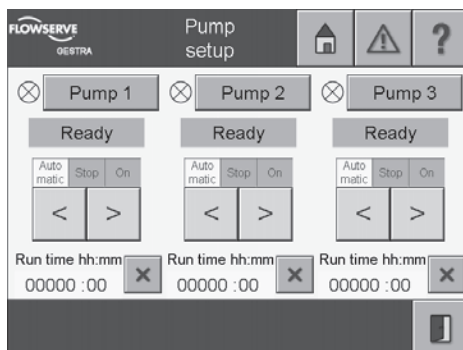 FLOWSERVE
GESTRA
Pump
setup
?
Pump 1
Pump 2
Pump 3
Ready
Ready
Ready
Auto
matic Stop On
Auto
matic Stop On
Auto
matic Stop On
< >
< >
< >
Run time hh:mm
Run time hh:mm
Run time hh:mm
00000 :00
00000 :00
00000 :00